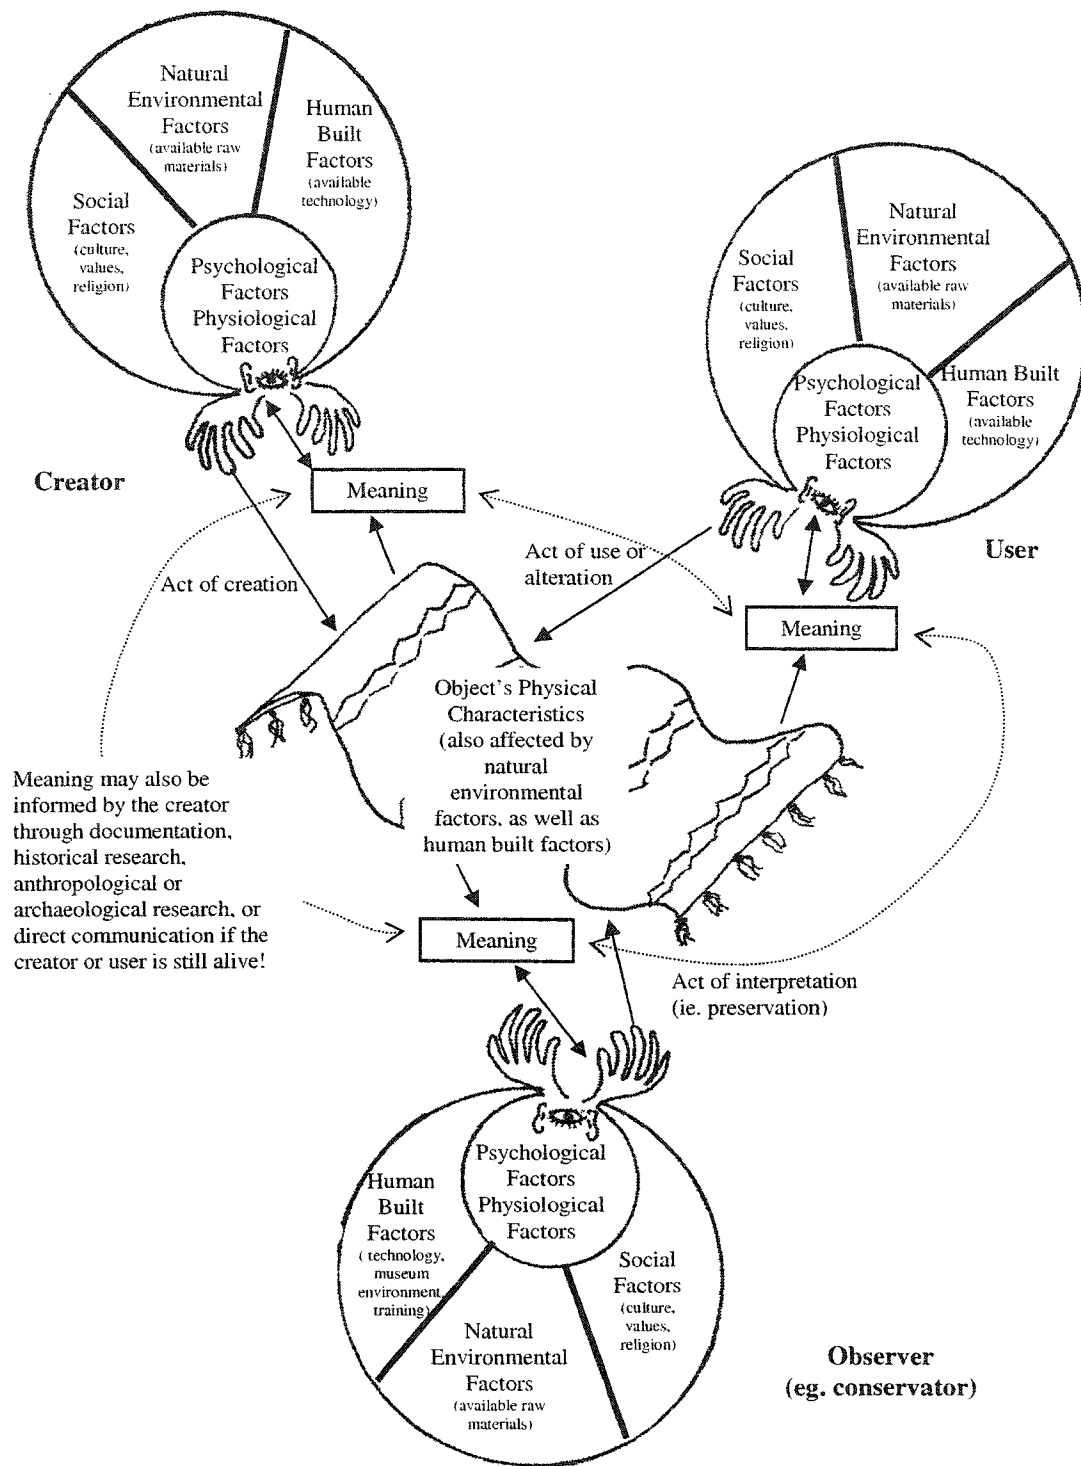 Natural
Environmental
Factors
(available raw
materials)
Human
Built
Factors
(available
technology)
Social
Factors
(culture,
values,
religion)
Psychological
Factors
Physiological
Factors
Creator
Meaning
Act of creation
Natural
Environmental
Factors
(available raw
materials)
Social
Factors
(culture,
values,
religion)
Human Built
Factors
(available
technology)
Psychological
Factors
Physiological
Factors
User
Act of use or
alteration
Meaning
Object's Physical
Characteristics
(also affected by
natural
environmental
factors, as well as
human built factors)
Meaning may also be
informed by the creator
through documentation,
historical research,
anthropological or
archaeological research, or
direct communication if the
creator or user is still alive!
Meaning
Act of interpretation
(ie. preservation)
Psychological
Factors
Physiological
Factors
Human
Built
Factors
( technology,
museum
environment,
training)
Social
Factors
(culture,
values,
religion)
Natural
Environmental
Factors
(available raw
materials)
Observer
(eg. conservator)